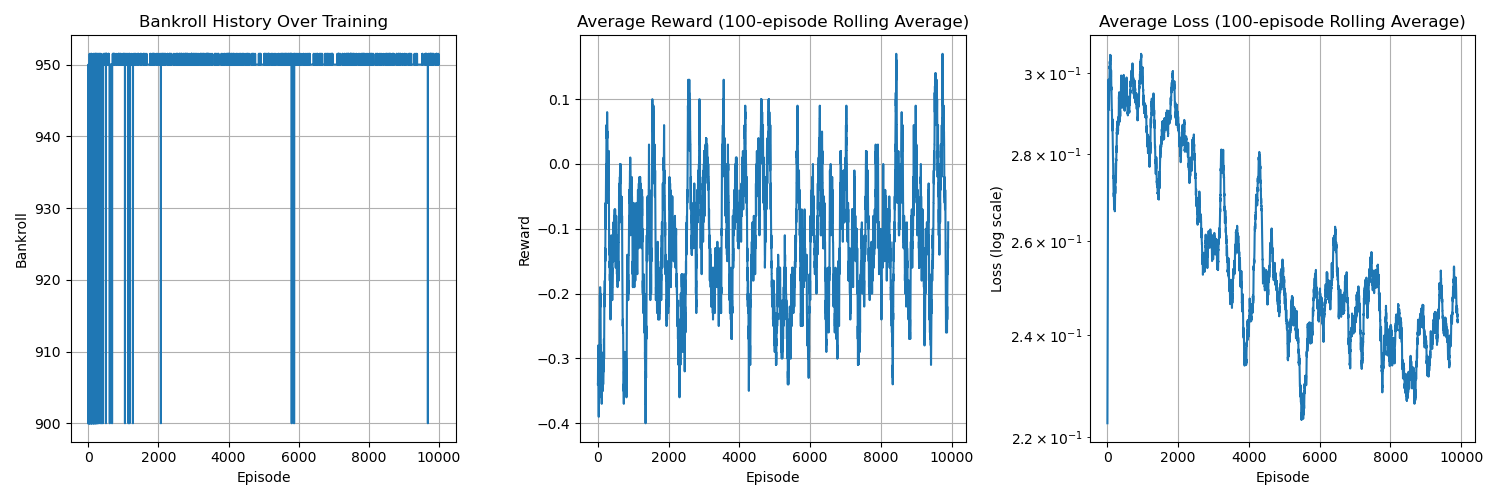 Bankroll History Over Training
950
940
930
920
910
900
Bankroll
0
2000
4000
6000
8000
10000
Episode
Average Reward (100-episode Rolling Average)
0.1
0.0
−0.1
−0.2
−0.3
−0.4
Reward
0
2000
4000
6000
8000
10000
Episode
Average Loss (100-episode Rolling Average)
3 × 10⁻¹
2.8 × 10⁻¹
2.6 × 10⁻¹
2.4 × 10⁻¹
2.2 × 10⁻¹
Loss (log scale)
0
2000
4000
6000
8000
10000
Episode